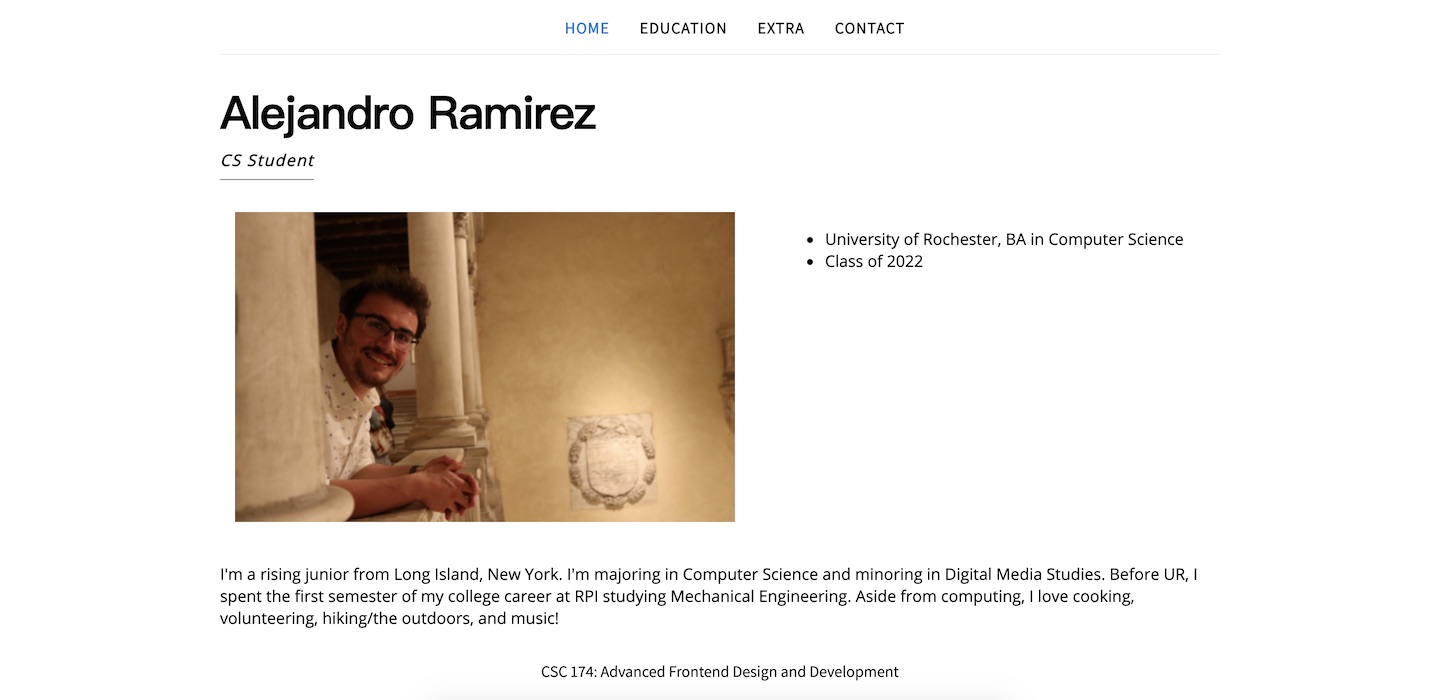 HOME EDUCATION EXTRA CONTACT
Alejandro Ramirez
CS Student
• University of Rochester, BA in Computer Science
• Class of 2022
I'm a rising junior from Long Island, New York. I'm majoring in Computer Science and minoring in Digital Media Studies. Before UR, I
spent the first semester of my college career at RPI studying Mechanical Engineering. Aside from computing, I love cooking,
volunteering, hiking/the outdoors, and music!
CSC 174: Advanced Frontend Design and Development